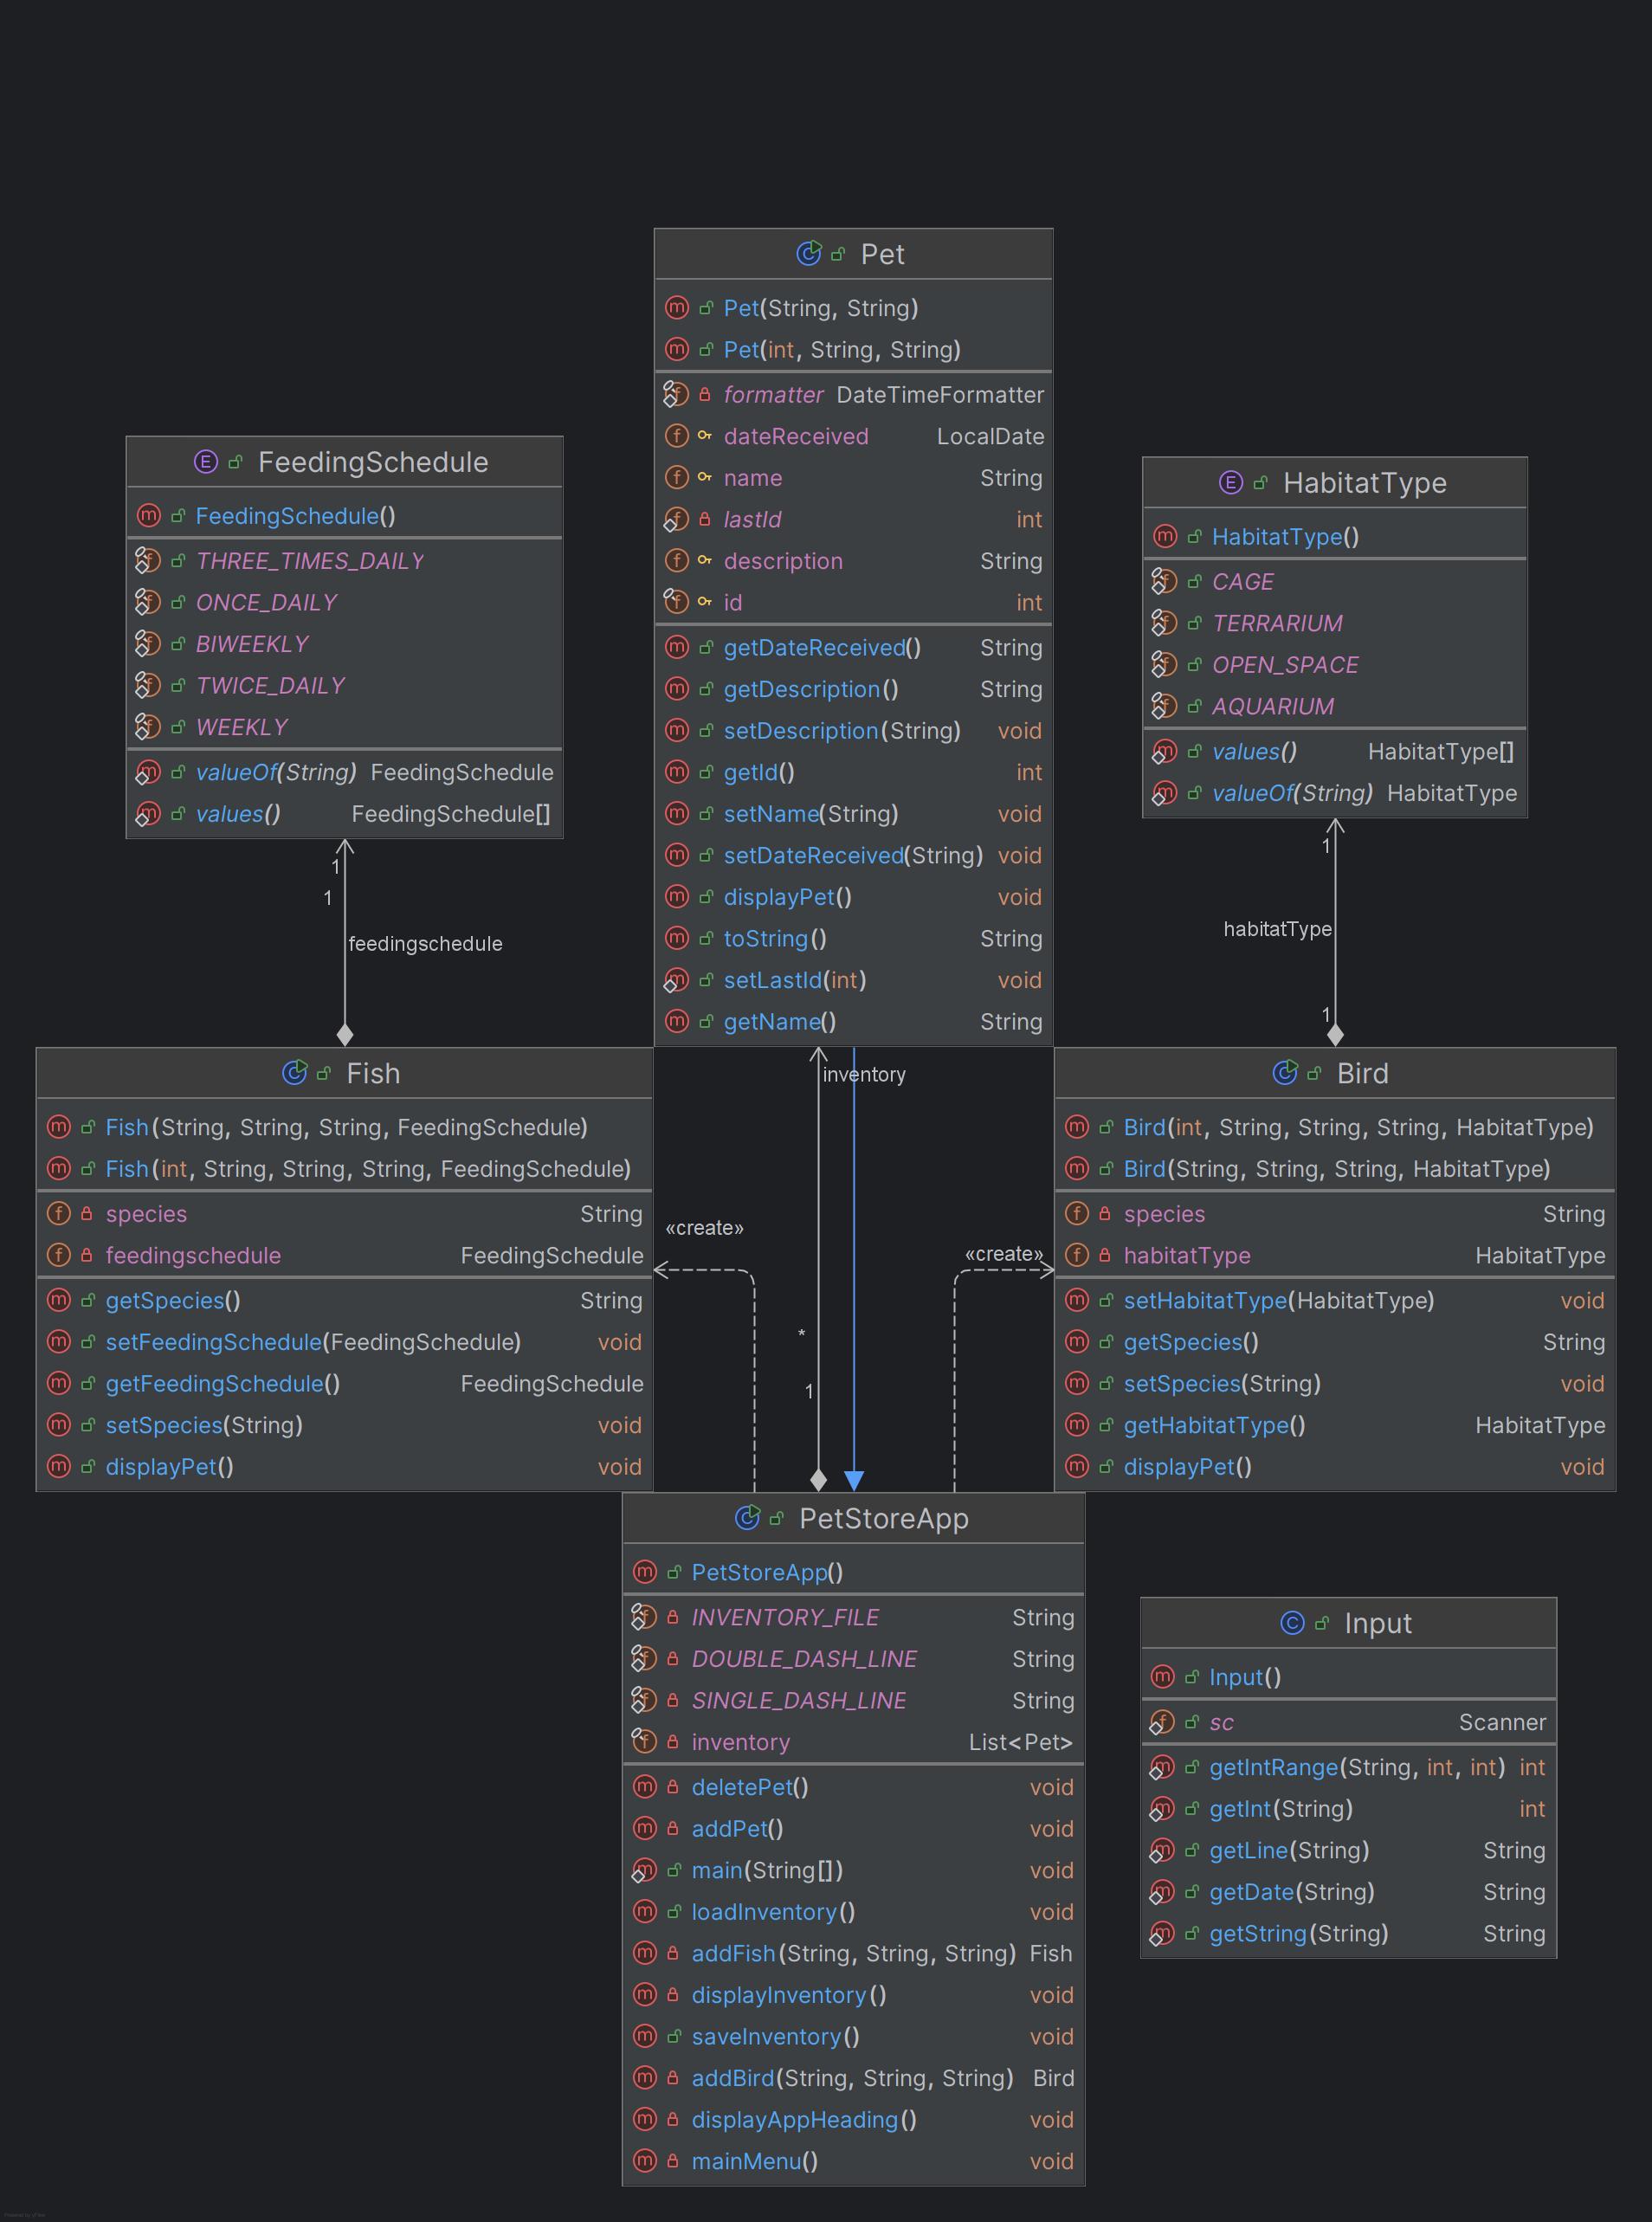 Pet
Pet(String, String)
Pet(int, String, String)
formatter DateTimeFormatter
dateReceived LocalDate
name String
lastId int
description String
id int
getDateReceived() String
getDescription() String
setDescription(String) void
getId() int
setName(String) void
setDateReceived(String) void
displayPet() void
toString() String
setLastId(int) void
getName() String
FeedingSchedule
FeedingSchedule()
THREE_TIMES_DAILY
ONCE_DAILY
BIWEEKLY
TWICE_DAILY
WEEKLY
valueOf(String) FeedingSchedule
values() FeedingSchedule[]
HabitatType
HabitatType()
CAGE
TERRARIUM
OPEN_SPACE
AQUARIUM
values() HabitatType[]
valueOf(String) HabitatType
1
1
feedingschedule
1
habitatType
1
Fish
Fish(String, String, String, FeedingSchedule)
Fish(int, String, String, String, FeedingSchedule)
species String
feedingschedule FeedingSchedule
getSpecies() String
setFeedingSchedule(FeedingSchedule) void
getFeedingSchedule() FeedingSchedule
setSpecies(String) void
displayPet() void
inventory
«create»
«create»
*
1
Bird
Bird(int, String, String, String, HabitatType)
Bird(String, String, String, HabitatType)
species String
habitatType HabitatType
setHabitatType(HabitatType) void
getSpecies() String
setSpecies(String) void
getHabitatType() HabitatType
displayPet() void
PetStoreApp
PetStoreApp()
INVENTORY_FILE String
DOUBLE_DASH_LINE String
SINGLE_DASH_LINE String
inventory List<Pet>
deletePet() void
addPet() void
main(String[]) void
loadInventory() void
addFish(String, String, String) Fish
displayInventory() void
saveInventory() void
addBird(String, String, String) Bird
displayAppHeading() void
mainMenu() void
Input
Input()
sc Scanner
getIntRange(String, int, int) int
getInt(String) int
getLine(String) String
getDate(String) String
getString(String) String